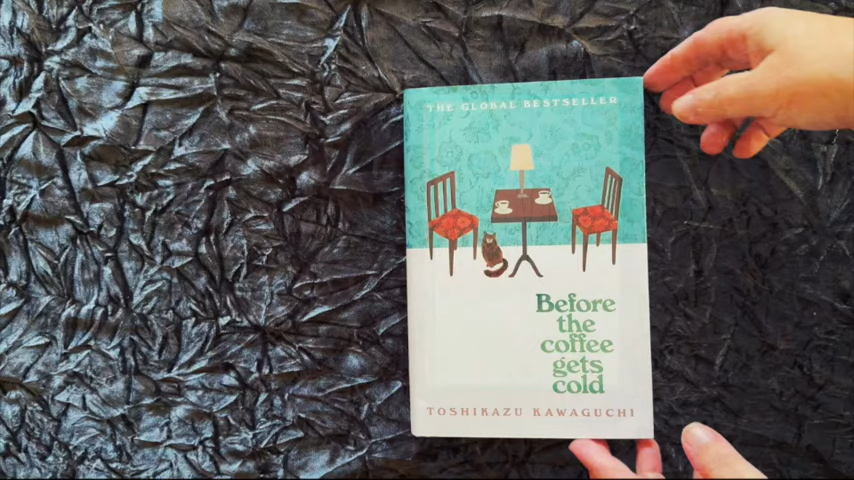 THE GLOBAL BESTSELLER
Before
the
coffee
gets
cold
TOSHIKAZU KAWAGUCHI